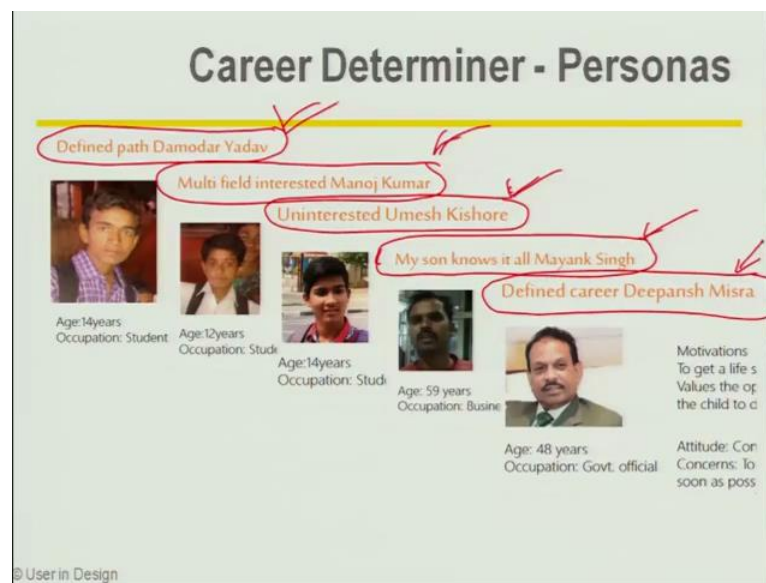 Career Determiner - Personas
Defined path Damodar Yadav
Multi field interested Manoj Kumar
Uninterested Umesh Kishore
My son knows it all Mayank Singh
Defined career Deepansh Misra
Age:14years
Occupation: Student
Age:12years
Occupation: Stude
Age:14years
Occupation: Stud
Age: 59 years
Occupation: Busine
Age: 48 years
Occupation: Govt. official
Motivations
To get a life s
Values the op
the child to d
Attitude: Con
Concerns: To
soon as poss
© User in Design